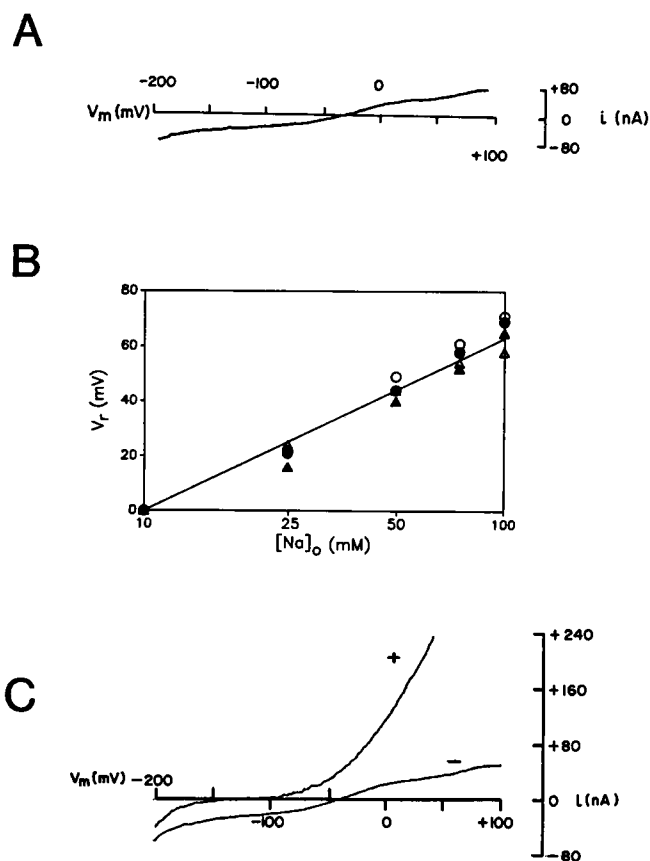 A
-200 -100 0
Vm (mV) +80
0 i (nA)
+100 -80
B
80
60
Vr (mV)
40
20
0
10 25 50 100
[Na]o (mM)
C
+240
+
+160
+80
−
Vm (mV) -200
-100 0 +100 0 i (nA)
-80